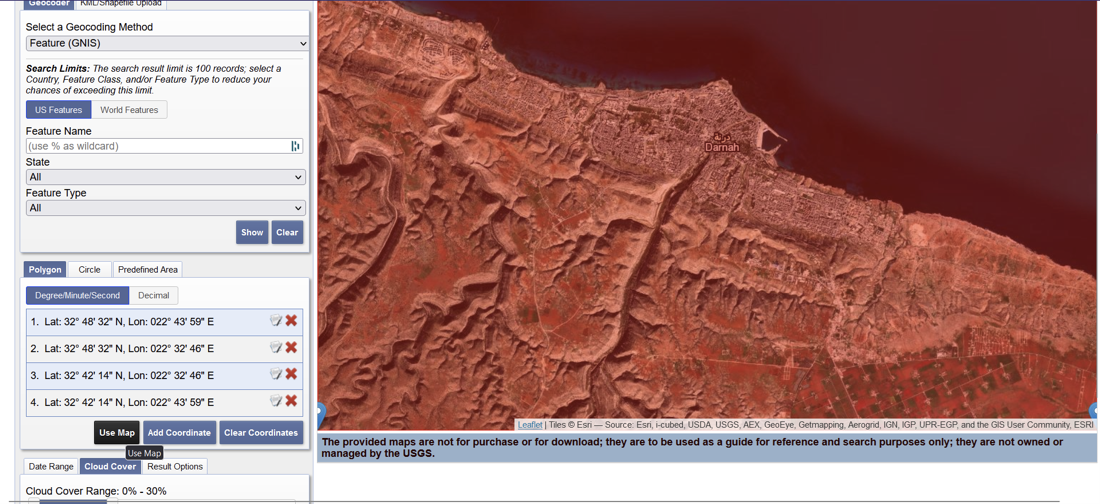 Geocoder
KML/Shapefile Upload
Select a Geocoding Method
Feature (GNIS)
Search Limits: The search result limit is 100 records; select a
Country, Feature Class, and/or Feature Type to reduce your
chances of exceeding this limit.
US Features
World Features
Feature Name
(use % as wildcard)
State
All
Feature Type
All
Show
Clear
Polygon
Circle
Predefined Area
Degree/Minute/Second
Decimal
1. Lat: 32° 48' 32" N, Lon: 022° 43' 59" E
2. Lat: 32° 48' 32" N, Lon: 022° 32' 46" E
3. Lat: 32° 42' 14" N, Lon: 022° 32' 46" E
4. Lat: 32° 42' 14" N, Lon: 022° 43' 59" E
Use Map
Add Coordinate
Clear Coordinates
Use Map
Date Range
Cloud Cover
Result Options
Cloud Cover Range: 0% - 30%
درنة
Darnah
Leaflet | Tiles © Esri — Source: Esri, i-cubed, USDA, USGS, AEX, GeoEye, Getmapping, Aerogrid, IGN, IGP, UPR-EGP, and the GIS User Community, ESRI
The provided maps are not for purchase or for download; they are to be used as a guide for reference and search purposes only; they are not owned or
managed by the USGS.